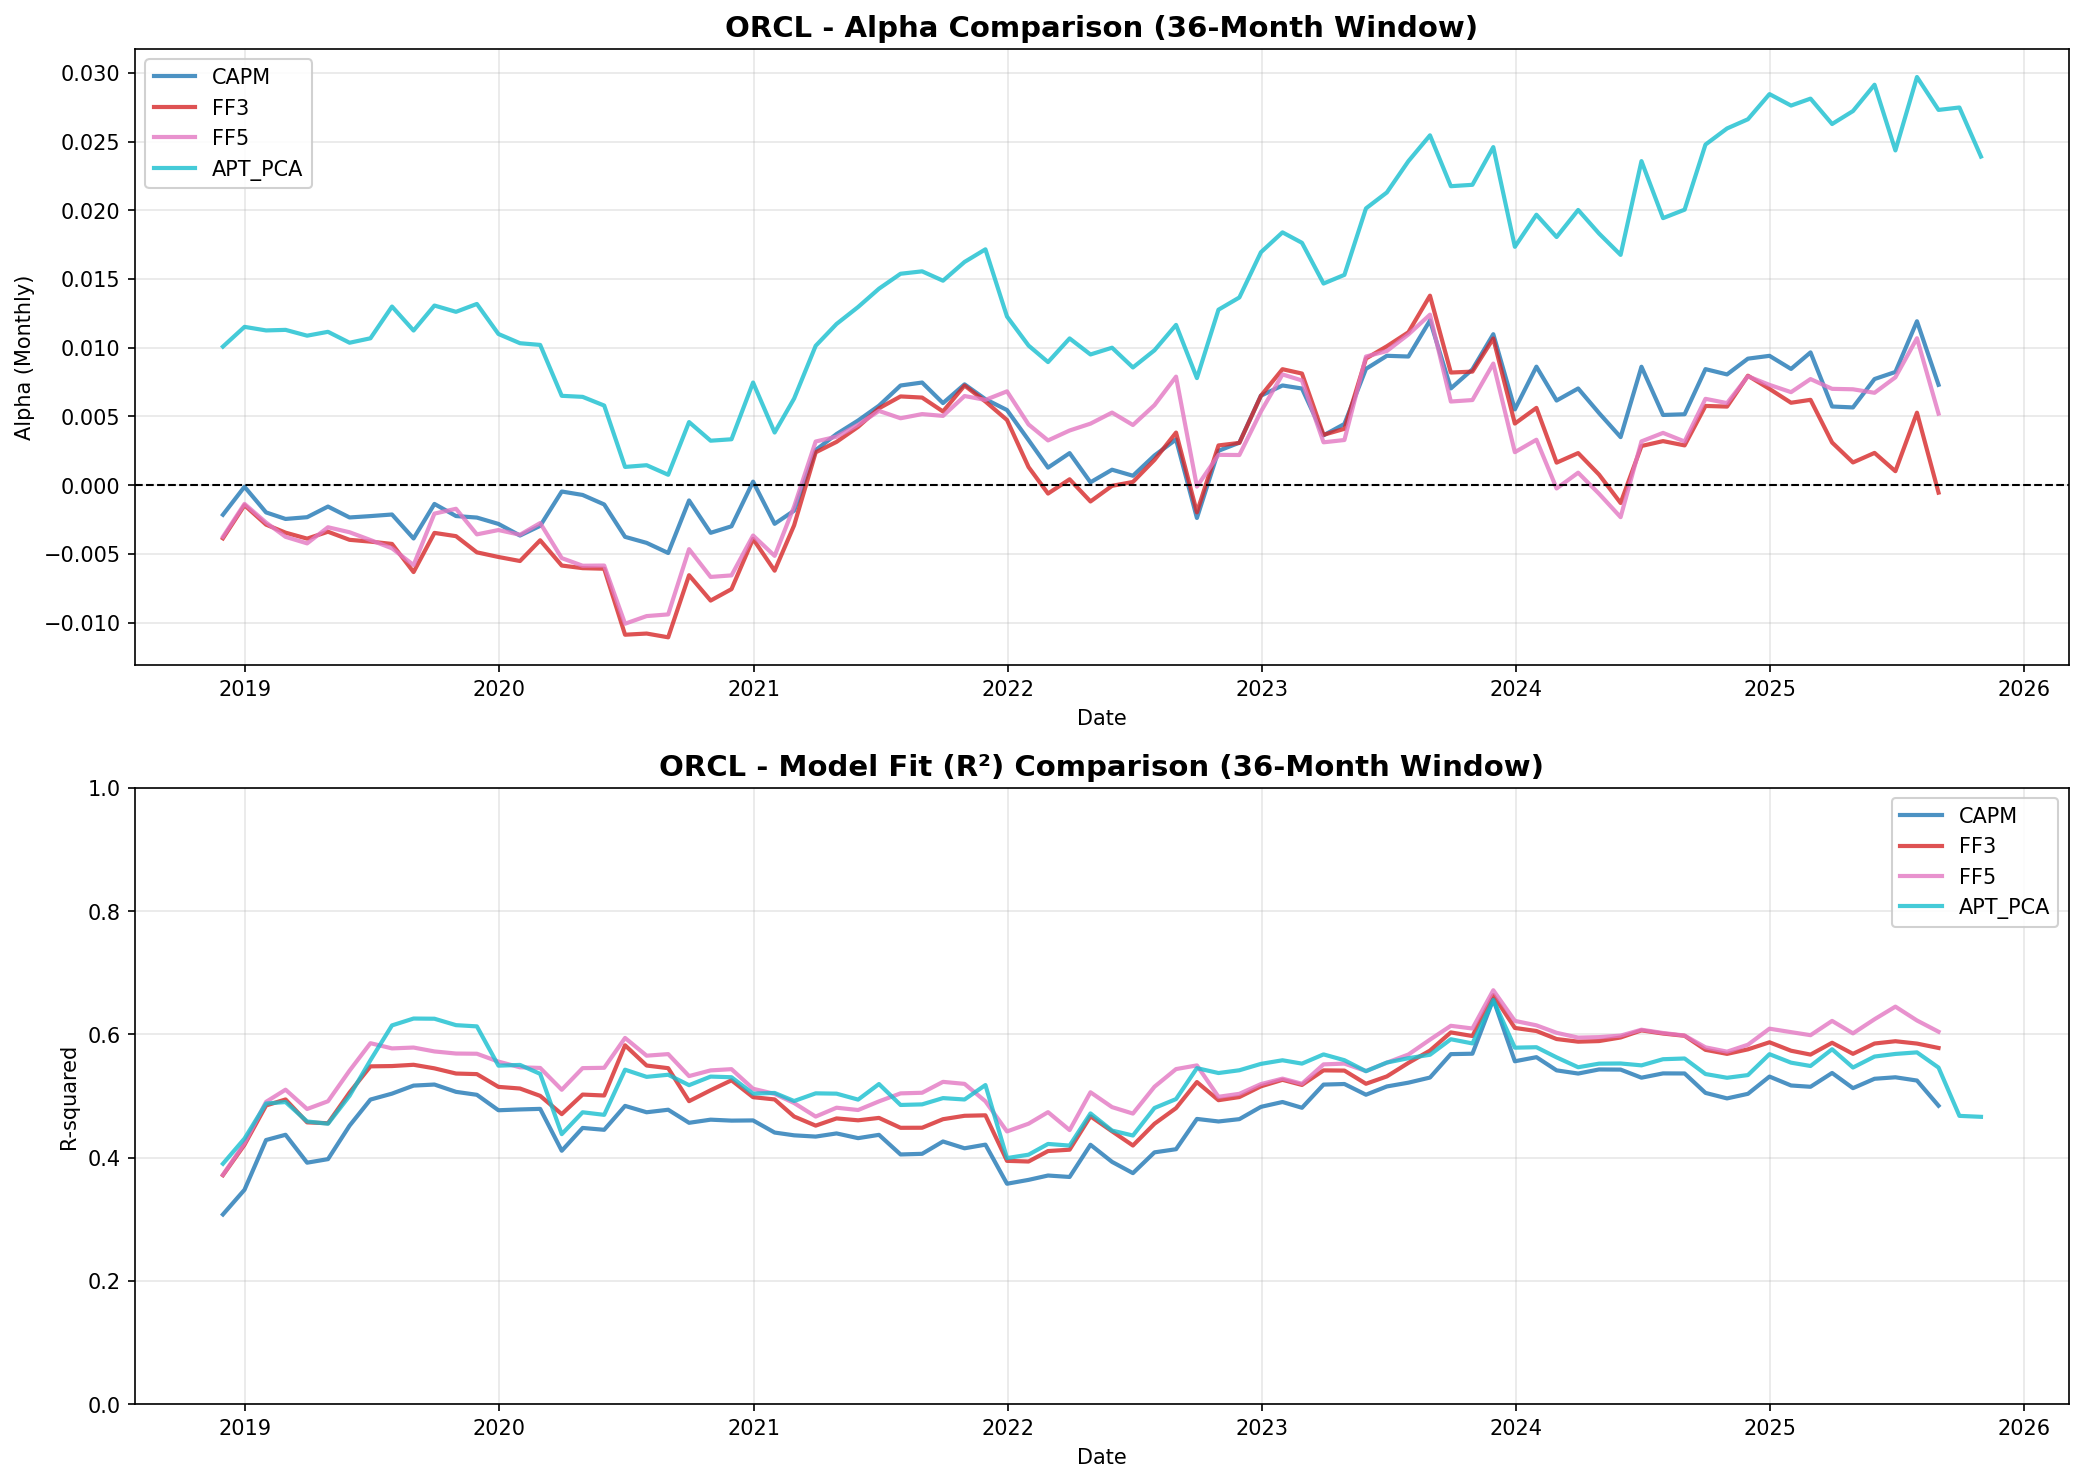 ORCL - Alpha Comparison (36-Month Window)
CAPM
FF3
FF5
APT_PCA
Alpha (Monthly)
0.030
0.025
0.020
0.015
0.010
0.005
0.000
−0.005
−0.010
2019 2020 2021 2022 2023 2024 2025 2026
Date
ORCL - Model Fit (R²) Comparison (36-Month Window)
CAPM
FF3
FF5
APT_PCA
R-squared
1.0
0.8
0.6
0.4
0.2
0.0
2019 2020 2021 2022 2023 2024 2025 2026
Date